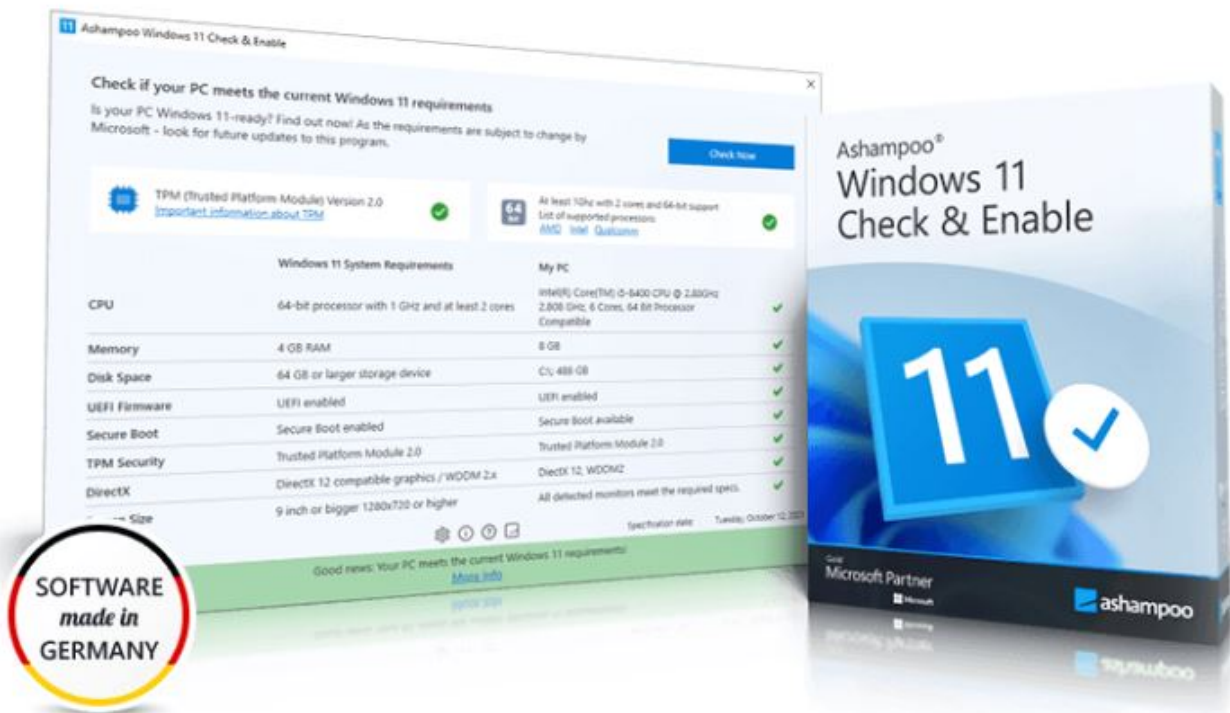 Ashampoo Windows 11 Check & Enable
Check if your PC meets the current Windows 11 requirements
Is your PC Windows 11-ready? Find out now! As the requirements are subject to change by
Microsoft - look for future updates to this program.
Check Now
TPM (Trusted Platform Module) Version 2.0
Important information about TPM
64
At least 1Ghz with 2 cores and 64-bit support
List of supported processors:
AMD Intel Qualcomm
Windows 11 System Requirements
My PC
CPU
64-bit processor with 1 GHz and at least 2 cores
Intel(R) Core(TM) i5-8400 CPU @ 2.80GHz
2.808 GHz, 6 Cores, 64 Bit Processor
Compatible
Memory
4 GB RAM
8 GB
Disk Space
64 GB or larger storage device
C:\, 488 GB
UEFI Firmware
UEFI enabled
UEFI enabled
Secure Boot
Secure Boot enabled
Secure Boot available
TPM Security
Trusted Platform Module 2.0
Trusted Platform Module 2.0
DirectX
DirectX 12 compatible graphics / WDDM 2.x
DiectX 12, WDDM2
Size
9 inch or bigger 1280x720 or higher
All detected monitors meet the required specs.
Specification date
Tuesday, October 12,
Good news: Your PC meets the current Windows 11 requirements!
More info
SOFTWARE
made in
GERMANY
Ashampoo®
Windows 11
Check & Enable
11
Gold
Microsoft Partner
Microsoft
ashampoo